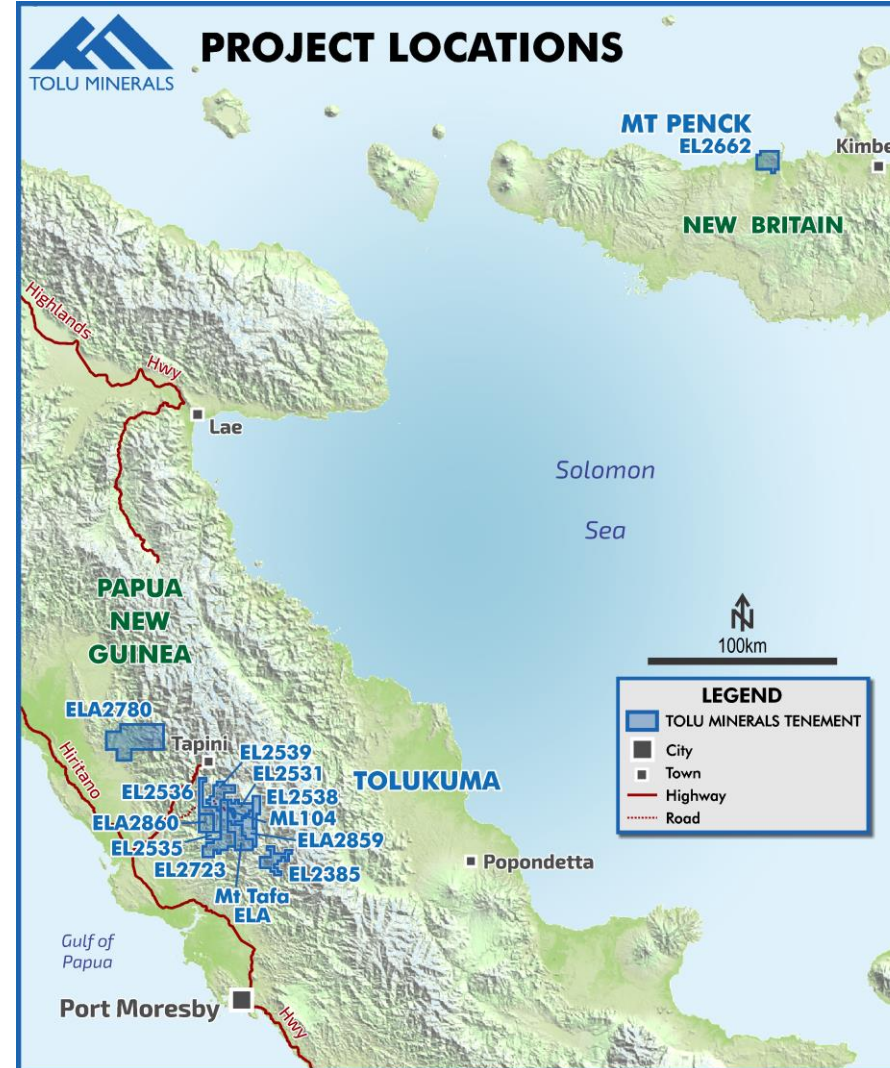 PROJECT LOCATIONS
TOLU MINERALS
MT PENCK
EL2662
Kimbe
NEW BRITAIN
Highlands
Hwy
Lae
Solomon
Sea
PAPUA
NEW
GUINEA
N
100km
LEGEND
TOLU MINERALS TENEMENT
City
Town
Highway
Road
ELA2780
Tapini
Hiritano
EL2539
EL2531
TOLUKUMA
EL2536
EL2538
ELA2860
ML104
EL2535
ELA2859
EL2723
EL2385
Mt Tafa
ELA
Popondetta
Gulf of
Papua
Port Moresby
Hwy